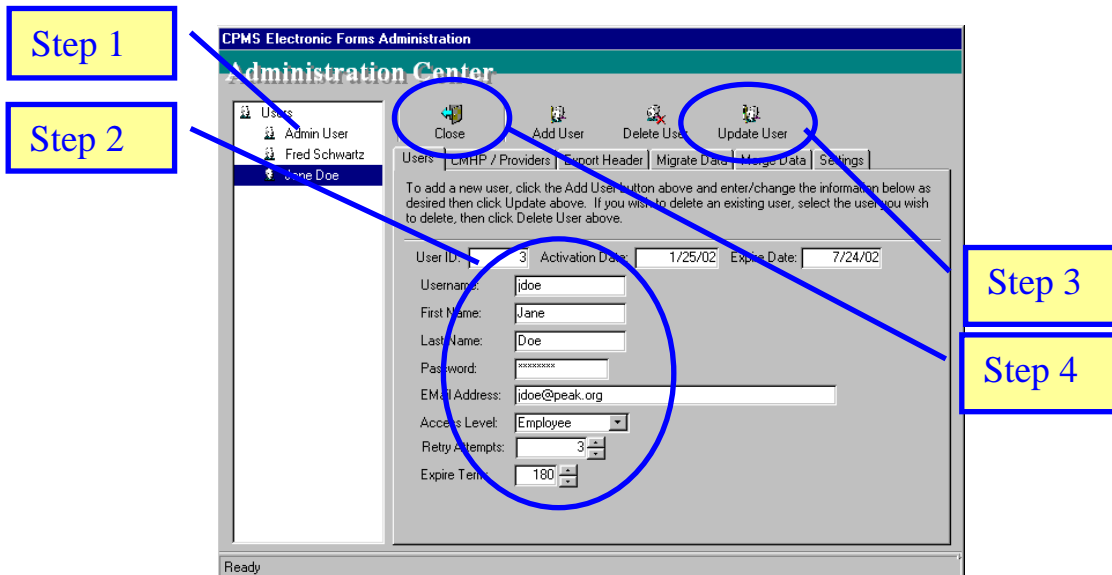 Step 1
Step 2
CPMS Electronic Forms Administration
Administration Center
Users
Admin User
Fred Schwartz
Jane Doe
Close Add User Delete User Update User
Users CMHP / Providers Export Header Migrate Data Merge Data Settings
To add a new user, click the Add User button above and enter/change the information below as
desired then click Update above. If you wish to delete an existing user, select the user you wish
to delete, then click Delete User above.
User ID: 3 Activation Date: 1/25/02 Expire Date: 7/24/02
Username: jdoe
First Name: Jane
Last Name: Doe
Password: ********
EMail Address: jdoe@peak.org
Access Level: Employee
Retry Attempts: 3
Expire Term: 180
Ready
Step 3
Step 4